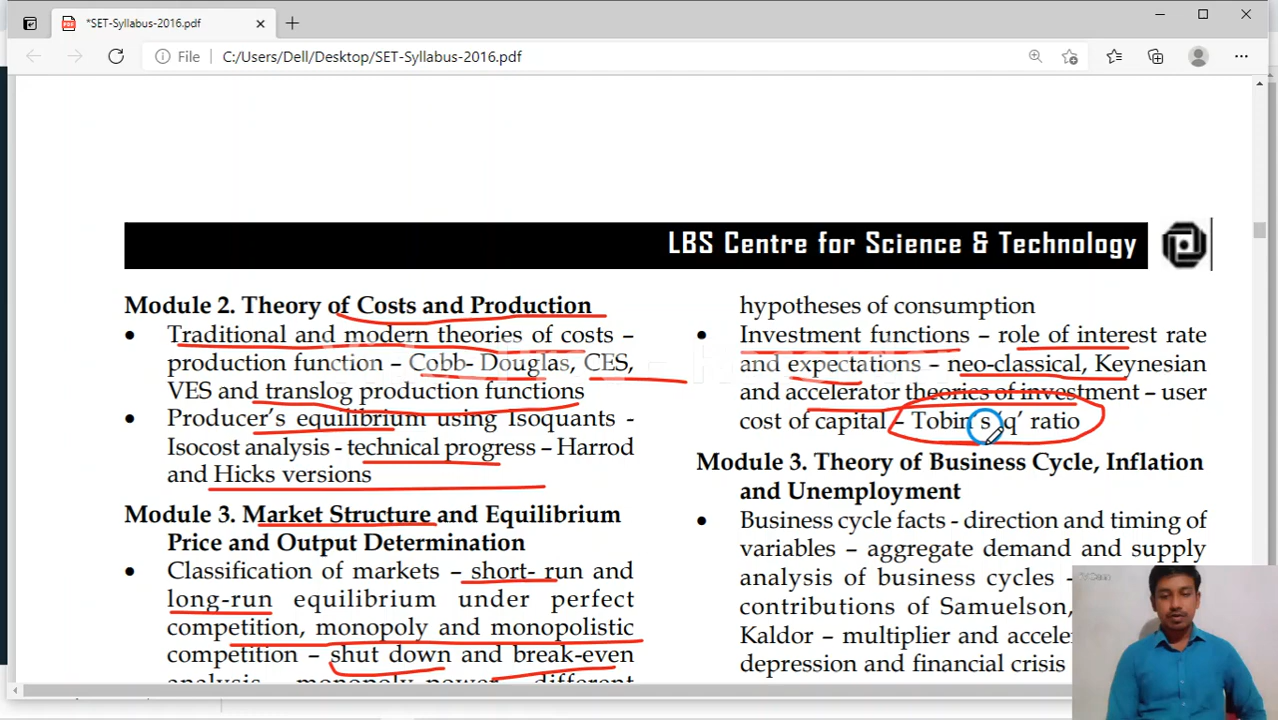 *SET-Syllabus-2016.pdf
File
C:/Users/Dell/Desktop/SET-Syllabus-2016.pdf
LBS Centre for Science & Technology
Module 2. Theory of Costs and Production
• Traditional and modern theories of costs –
production function – Cobb- Douglas, CES,
VES and translog production functions
• Producer's equilibrium using Isoquants -
Isocost analysis - technical progress – Harrod
and Hicks versions
Module 3. Market Structure and Equilibrium
Price and Output Determination
• Classification of markets – short- run and
long-run equilibrium under perfect
competition, monopoly and monopolistic
competition – shut down and break-even
analysis – monopoly power – different
hypotheses of consumption
• Investment functions – role of interest rate
and expectations – neo-classical, Keynesian
and accelerator theories of investment – user
cost of capital – Tobin's 'q' ratio
Module 3. Theory of Business Cycle, Inflation
and Unemployment
• Business cycle facts - direction and timing of
variables – aggregate demand and supply
analysis of business cycles –
contributions of Samuelson,
Kaldor – multiplier and
depression and financial crisis